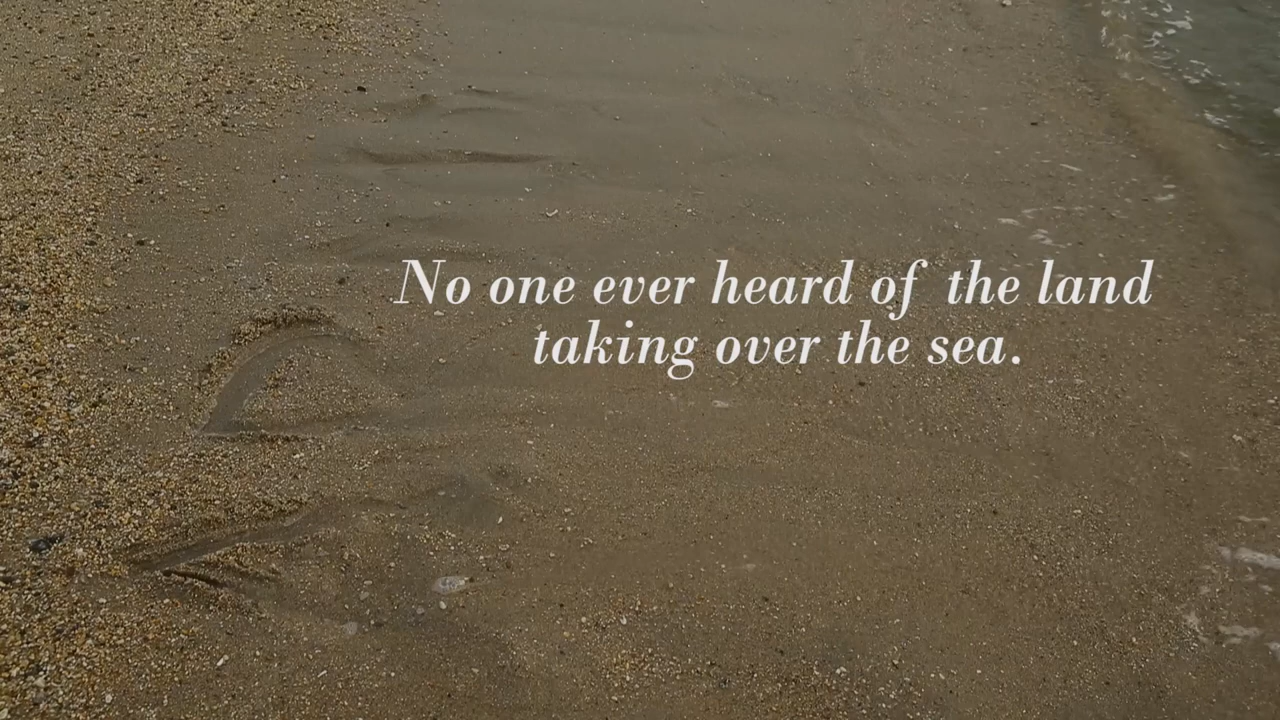 No one ever heard of the land
taking over the sea.